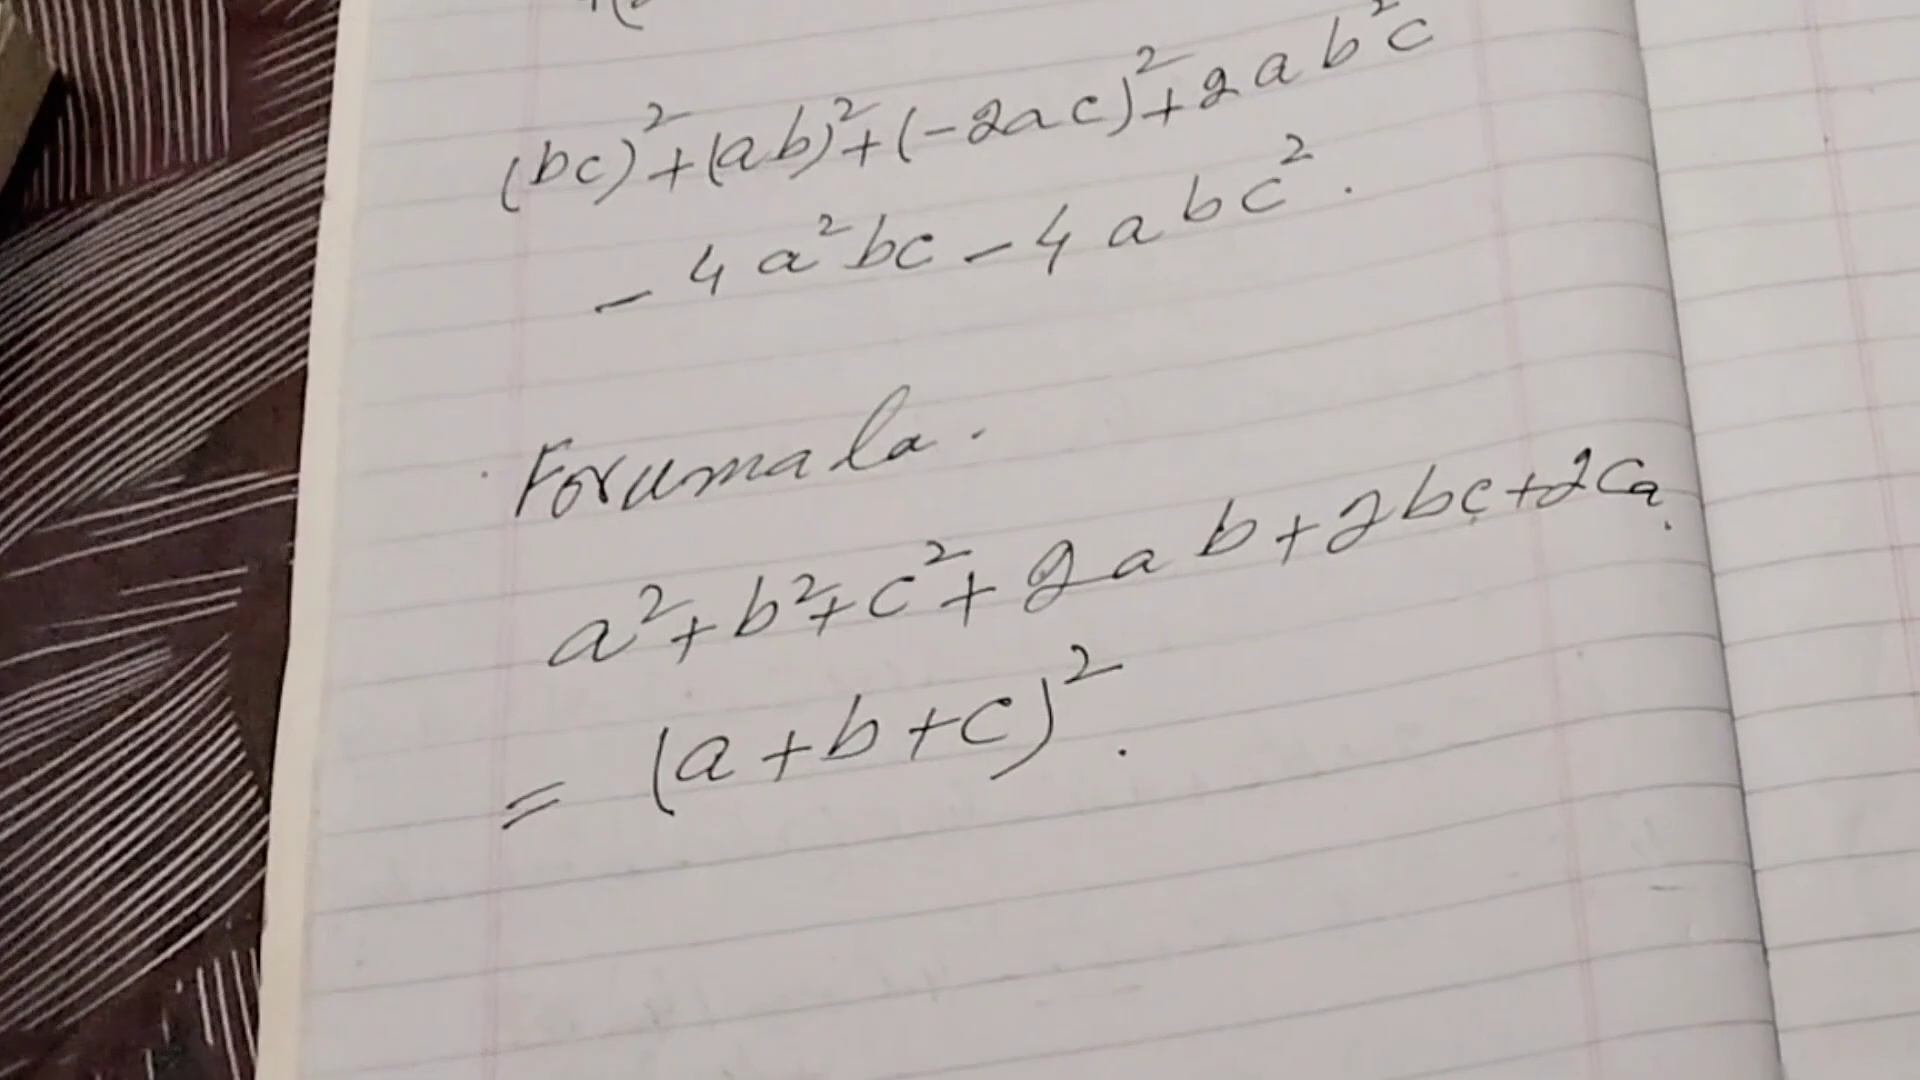 (bc)²+(ab)²+(-2ac)²+2ab²c
-4a²bc-4abc².
Forumala.
a²+b²+c²+2ab+2bc+2ca.
= (a+b+c)².